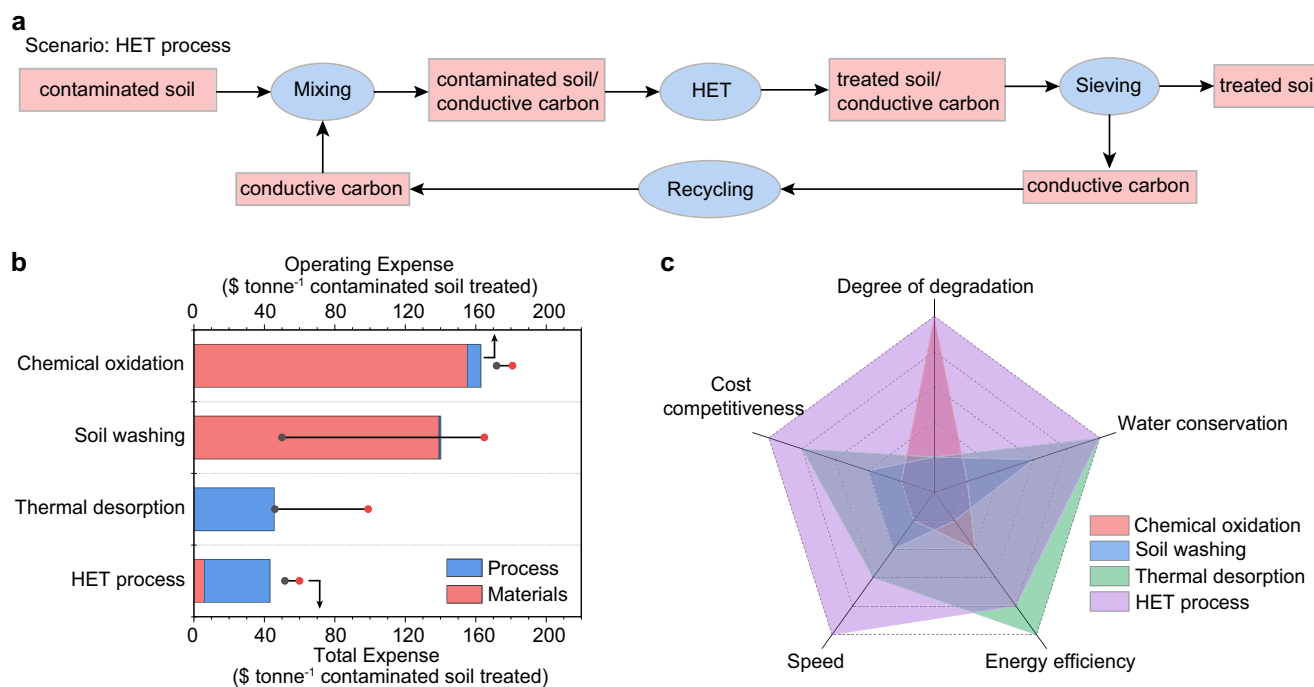 a
Scenario: HET process
contaminated soil
Mixing
contaminated soil/
conductive carbon
HET
treated soil/
conductive carbon
Sieving
treated soil
conductive carbon
Recycling
conductive carbon
b
Operating Expense
($ tonne⁻¹ contaminated soil treated)
0 40 80 120 160 200
Chemical oxidation
Soil washing
Thermal desorption
HET process
Process
Materials
0 40 80 120 160 200
Total Expense
($ tonne⁻¹ contaminated soil treated)
c
Degree of degradation
Cost
competitiveness
Water conservation
Speed
Energy efficiency
Chemical oxidation
Soil washing
Thermal desorption
HET process